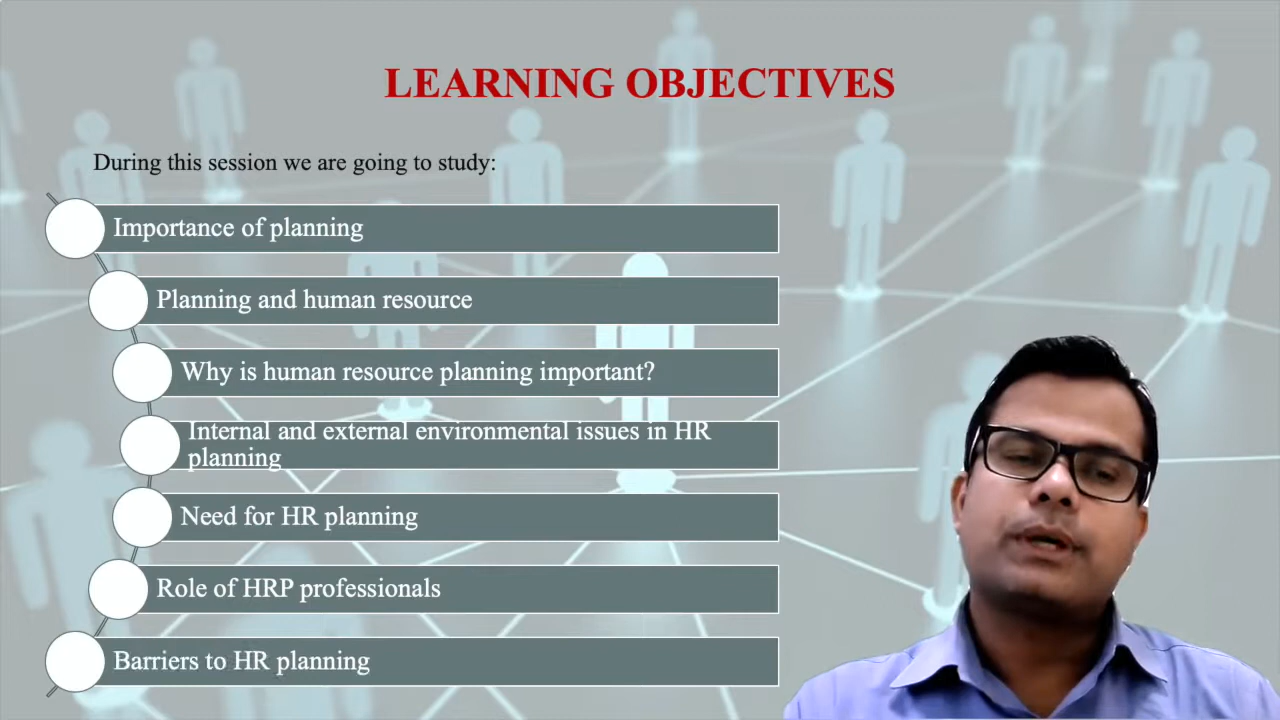 LEARNING OBJECTIVES
During this session we are going to study:
Importance of planning
Planning and human resource
Why is human resource planning important?
Internal and external environmental issues in HR
planning
Need for HR planning
Role of HRP professionals
Barriers to HR planning